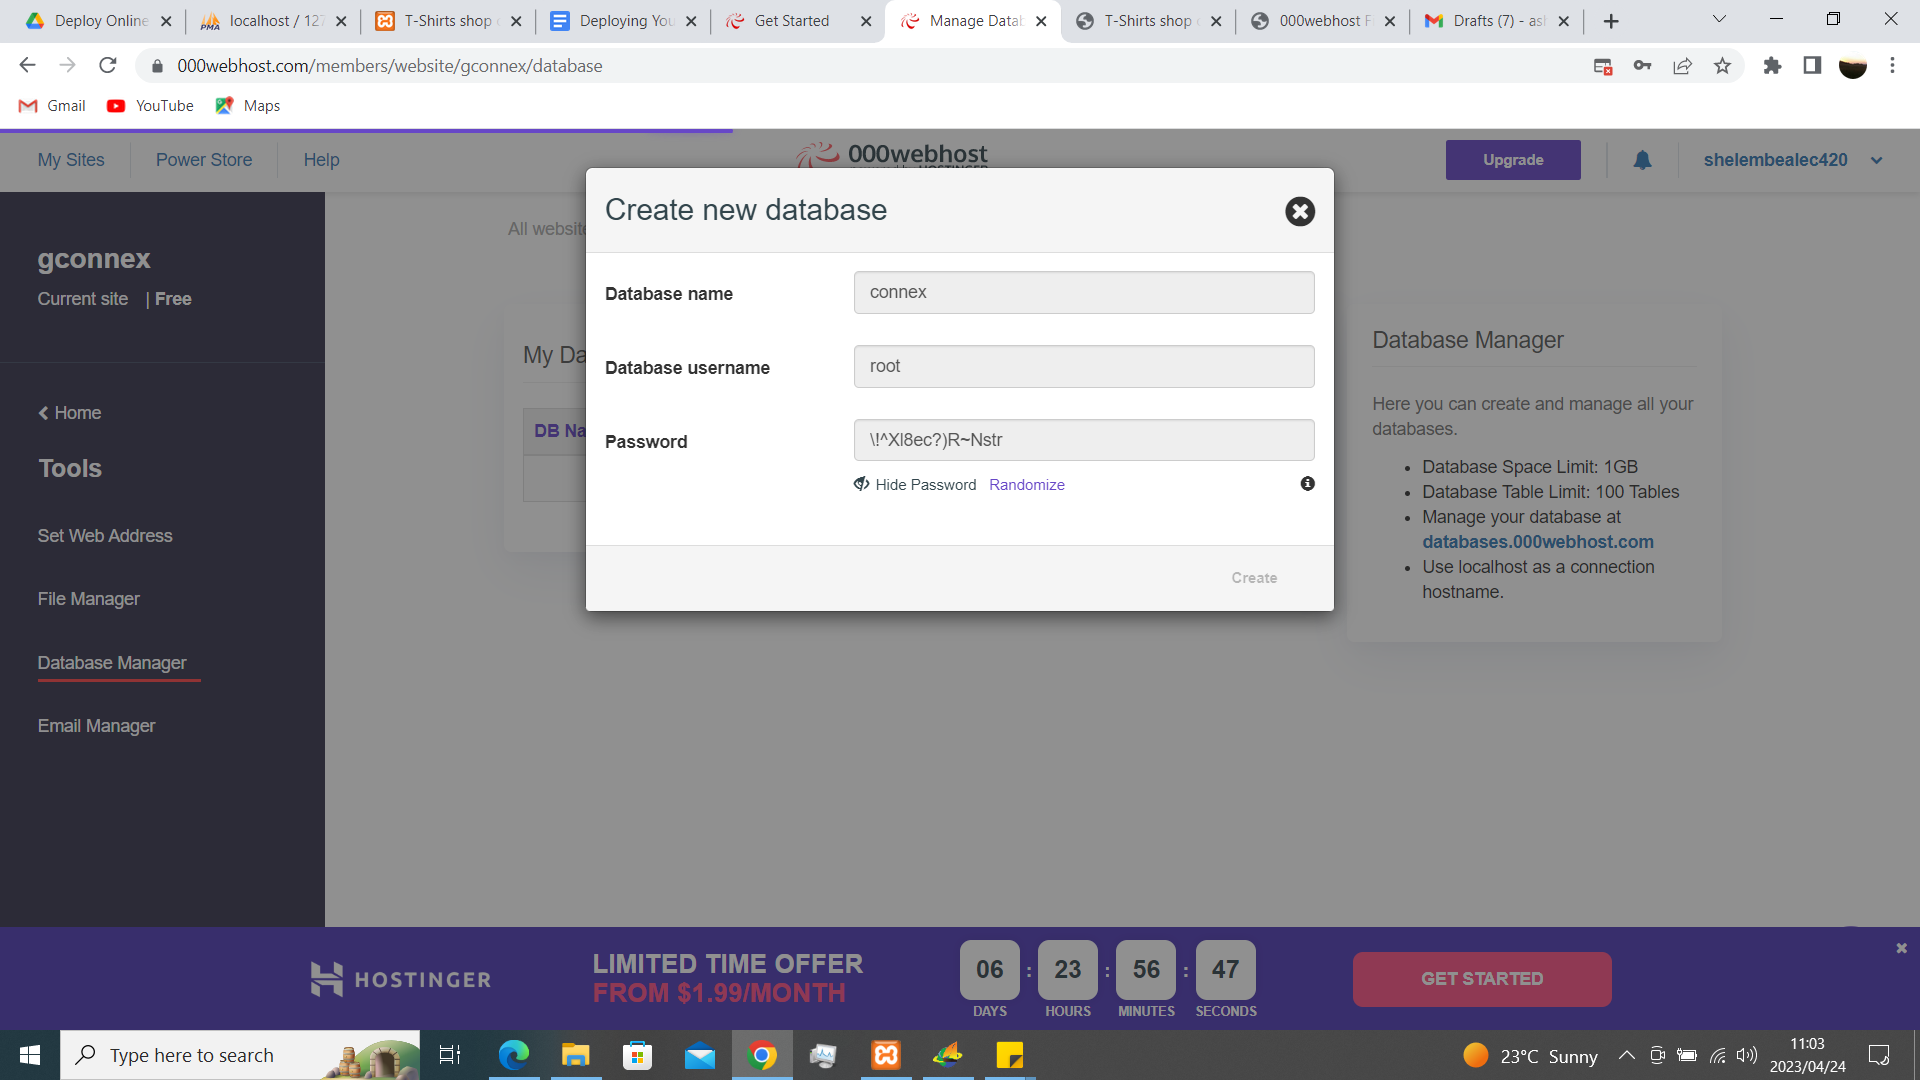 Deploy Online
localhost / 127
T-Shirts shop
Deploying You
Get Started
Manage Datab
T-Shirts shop
000webhost F
Drafts (7) - as
000webhost.com/members/website/gconnex/database
Gmail
YouTube
Maps
My Sites
Power Store
Help
000webhost
Upgrade
shelembealec420
gconnex
Current site | Free
Home
Tools
Set Web Address
File Manager
Database Manager
Email Manager
All website
My Da
DB Na
Create new database
Database name
connex
Database username
root
Password
\!^Xl8ec?)R~Nstr
Hide Password Randomize
Create
Database Manager
Here you can create and manage all your
databases.
• Database Space Limit: 1GB
• Database Table Limit: 100 Tables
• Manage your database at
databases.000webhost.com
• Use localhost as a connection
hostname.
HOSTINGER
LIMITED TIME OFFER
FROM $1.99/MONTH
06 : 23 : 56 : 47
DAYS HOURS MINUTES SECONDS
GET STARTED
Type here to search
23°C Sunny
11:03
2023/04/24